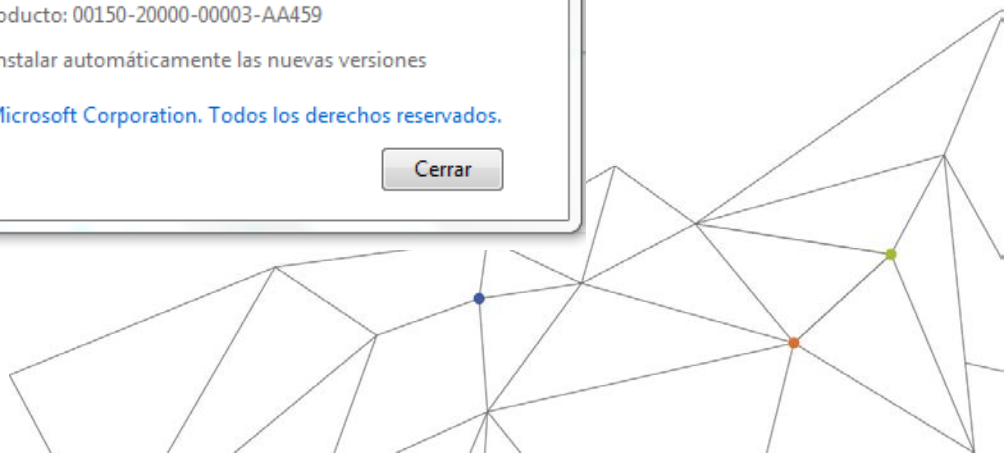 oducto: 00150-20000-00003-AA459
nstalar automáticamente las nuevas versiones
Microsoft Corporation. Todos los derechos reservados.
Cerrar